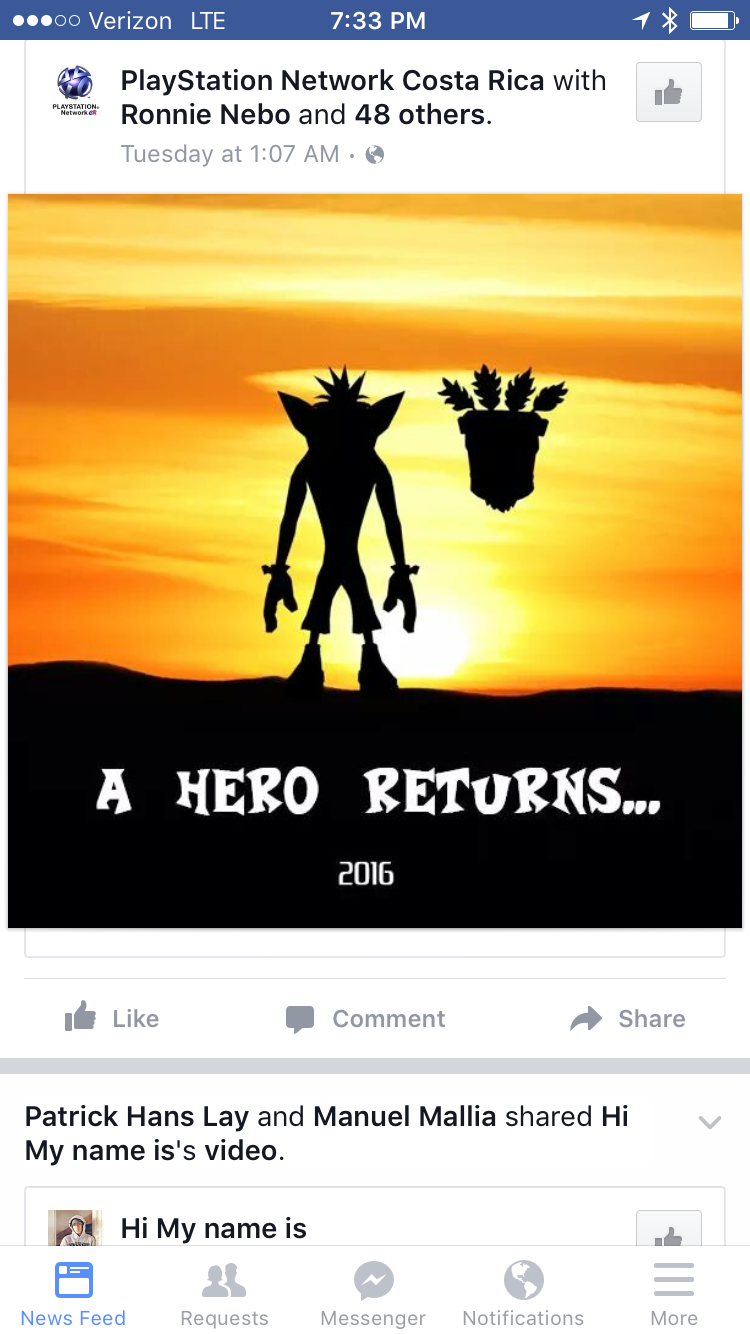 Verizon LTE 7:33 PM
PlayStation Network Costa Rica with
PLAYSTATION®
Network CR
Ronnie Nebo and 48 others.
Tuesday at 1:07 AM ·
A HERO RETURNS...
2016
Like Comment Share
Patrick Hans Lay and Manuel Mallia shared Hi
My name is's video.
Hi My name is
News Feed Requests Messenger Notifications More